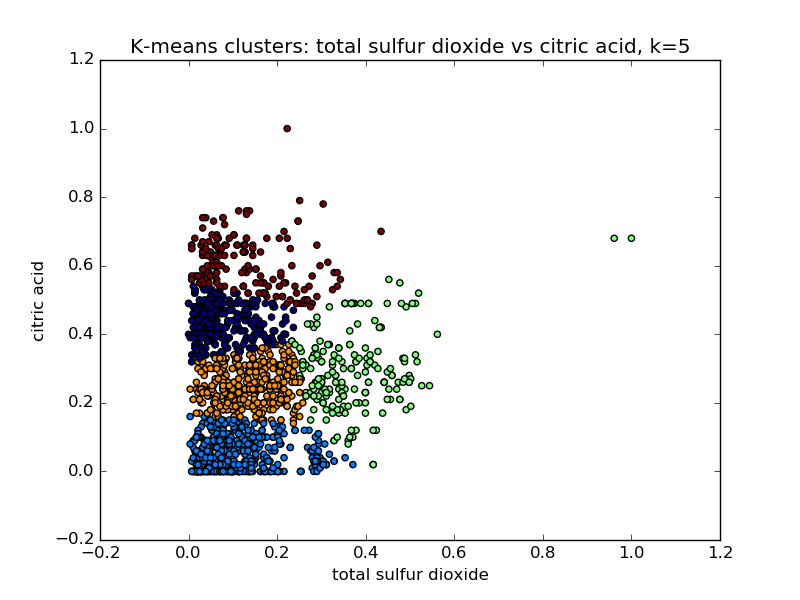 K-means clusters: total sulfur dioxide vs citric acid, k=5
1.2
1.0
0.8
0.6
0.4
0.2
0.0
−0.2
citric acid
−0.2 0.0 0.2 0.4 0.6 0.8 1.0 1.2
total sulfur dioxide